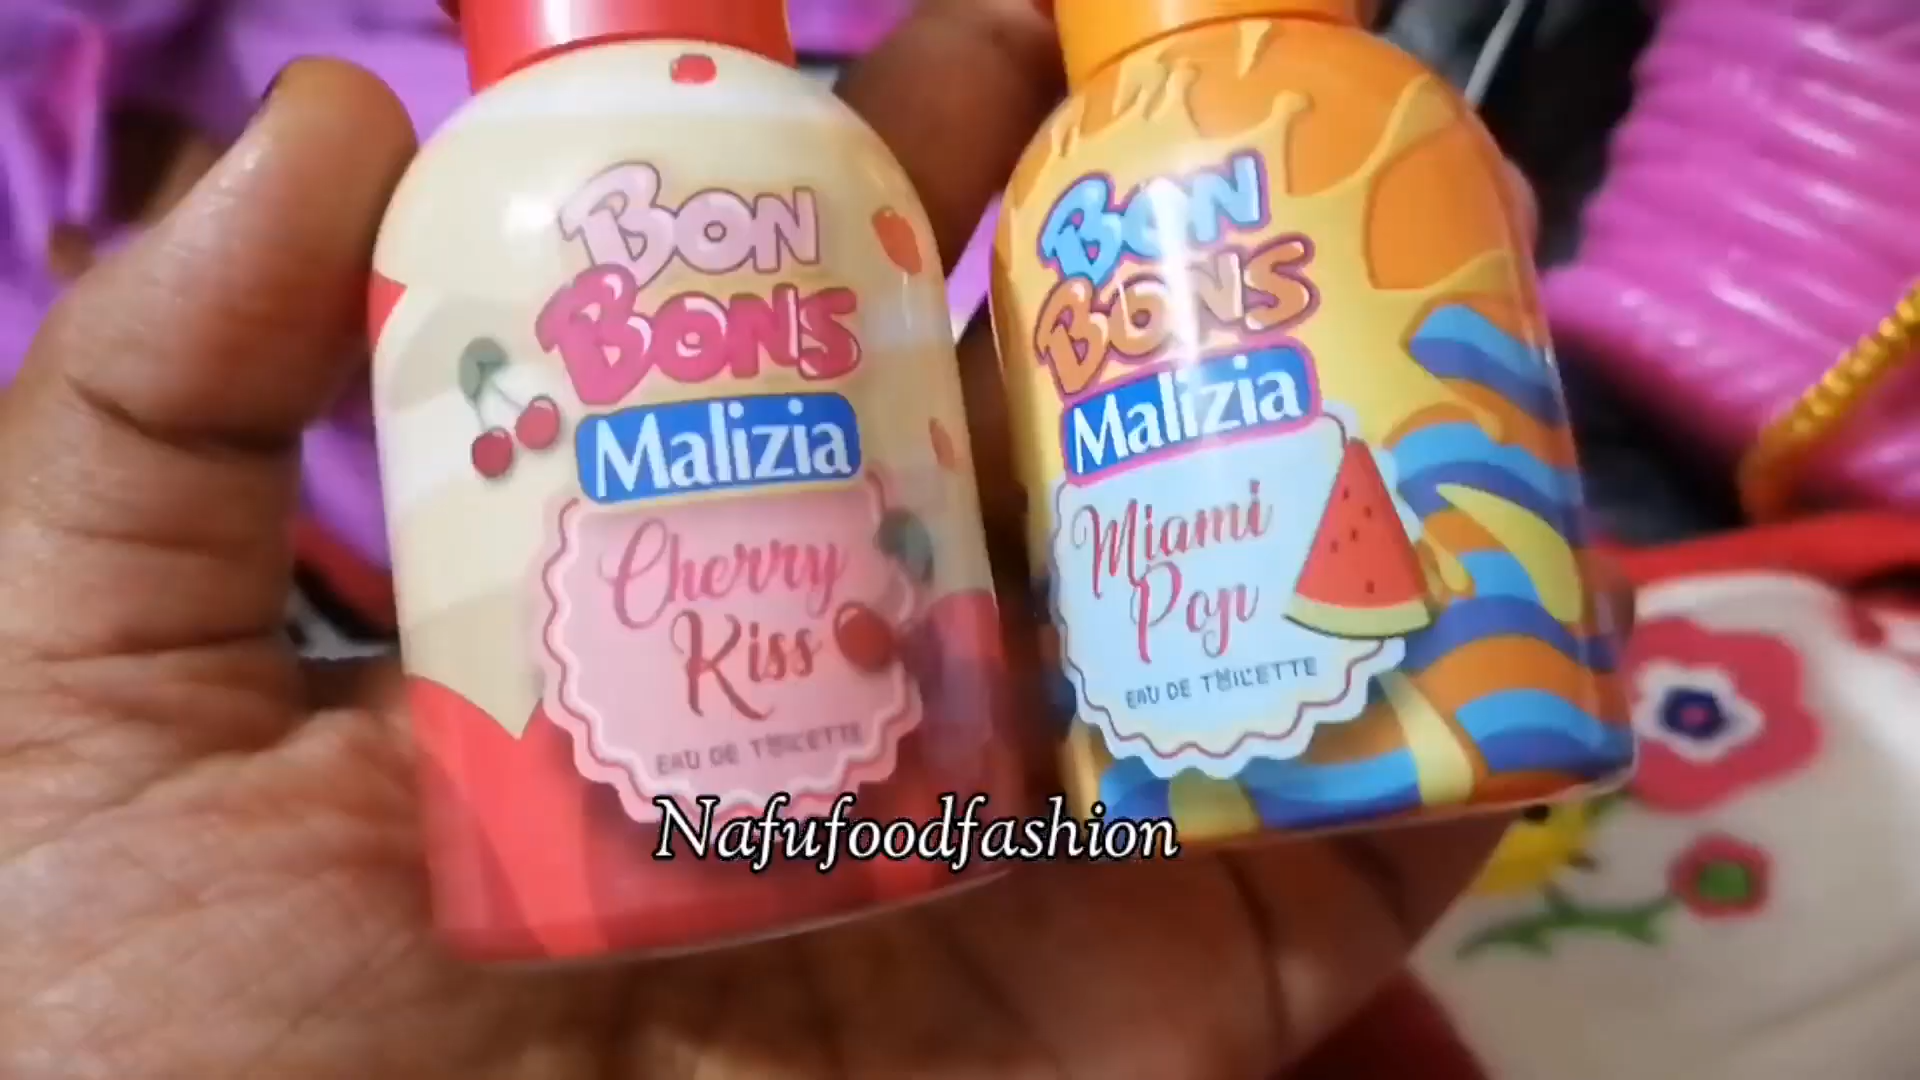 BON
BONS
Malizia
Cherry
Kiss
EAU DE TOILETTE
BON
BONS
Malizia
Miami
Pop
EAU DE TOILETTE
Nafufoodfashion